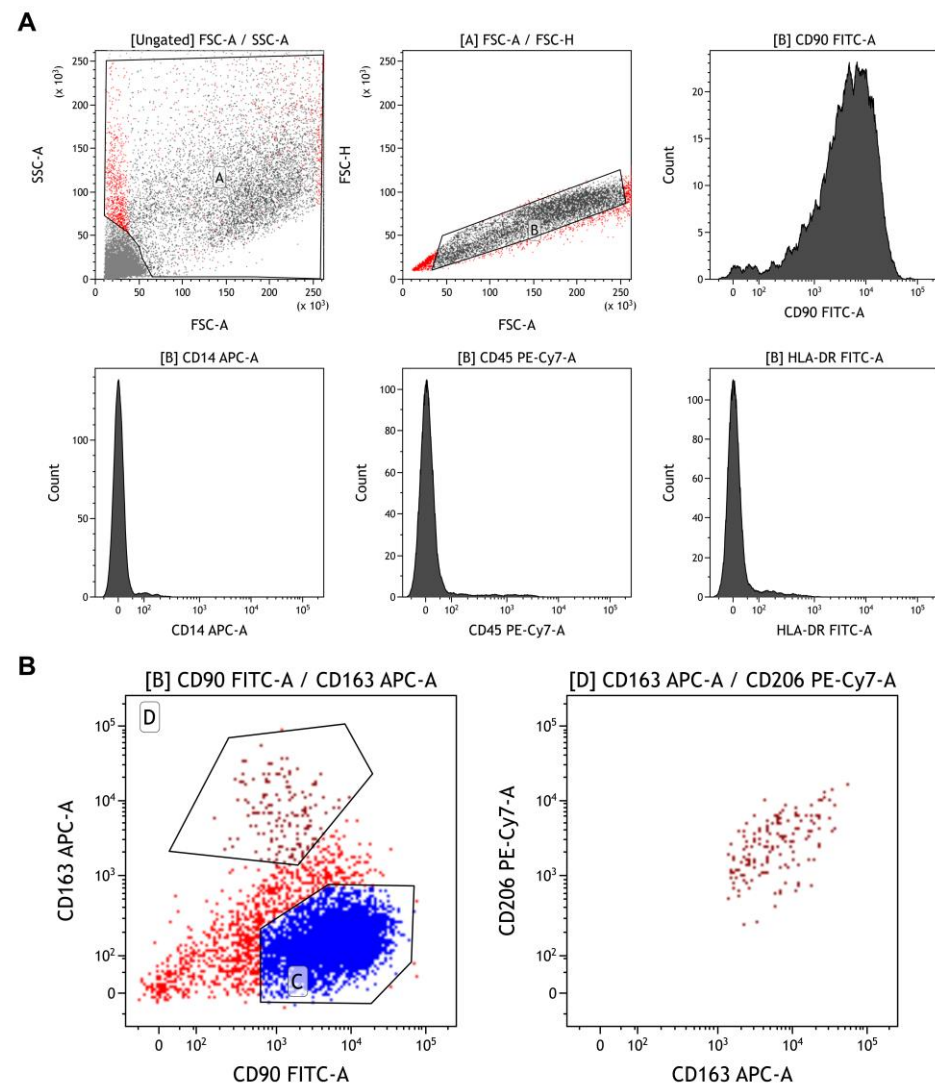 A
[Ungated] FSC-A / SSC-A
(x 10³)
250
200
150
100
50
0
SSC-A
A
0 50 100 150 200 250
(x 10³)
FSC-A
[A] FSC-A / FSC-H
(x 10³)
250
200
150
100
50
0
FSC-H
B
0 50 100 150 200 250
(x 10³)
FSC-A
[B] CD90 FITC-A
20
15
10
5
0
Count
0 10² 10³ 10⁴ 10⁵
CD90 FITC-A
[B] CD14 APC-A
100
50
0
Count
0 10² 10³ 10⁴ 10⁵
CD14 APC-A
[B] CD45 PE-Cy7-A
100
80
60
40
20
0
Count
0 10² 10³ 10⁴ 10⁵
CD45 PE-Cy7-A
[B] HLA-DR FITC-A
100
80
60
40
20
0
Count
0 10² 10³ 10⁴ 10⁵
HLA-DR FITC-A
B
[B] CD90 FITC-A / CD163 APC-A
D
10⁵
10⁴
10³
10²
0
CD163 APC-A
C
0 10² 10³ 10⁴ 10⁵
CD90 FITC-A
[D] CD163 APC-A / CD206 PE-Cy7-A
10⁵
10⁴
10³
10²
0
CD206 PE-Cy7-A
0 10² 10³ 10⁴ 10⁵
CD163 APC-A